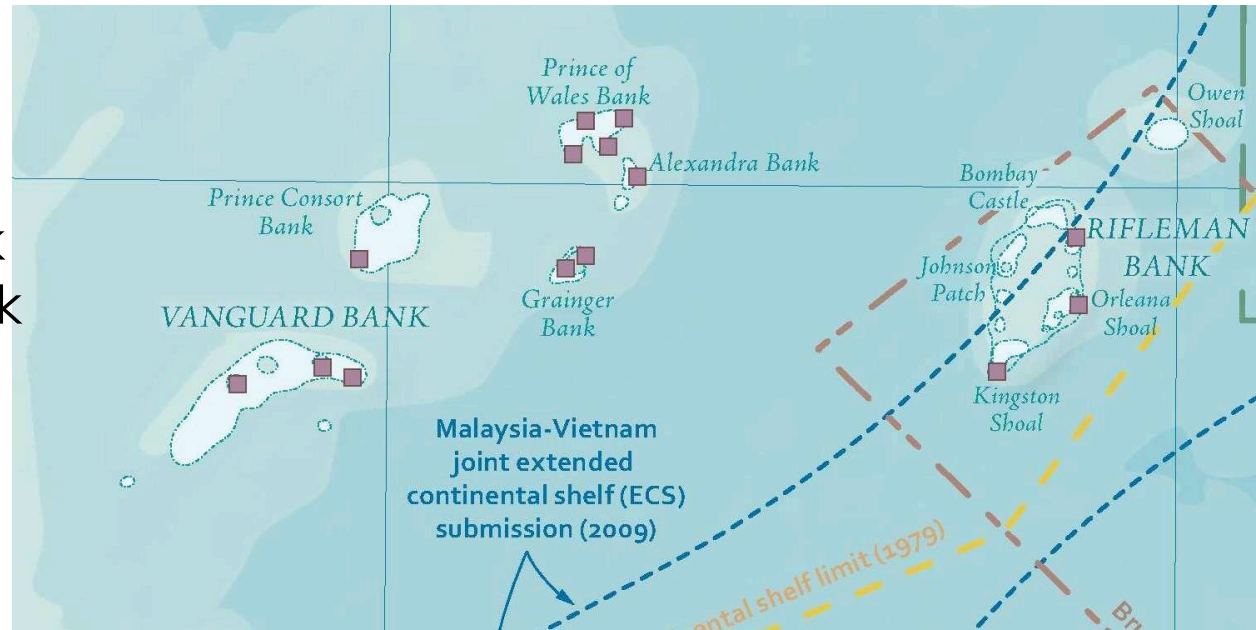 Prince of
Wales Bank
Alexandra Bank
Owen
Shoal
Bombay
Castle
Prince Consort
Bank
RIFLEMAN
BANK
Johnson
Patch
Orleana
Shoal
Grainger
Bank
VANGUARD BANK
Kingston
Shoal
Malaysia-Vietnam
joint extended
continental shelf (ECS)
submission (2009)
shelf limit (1979)